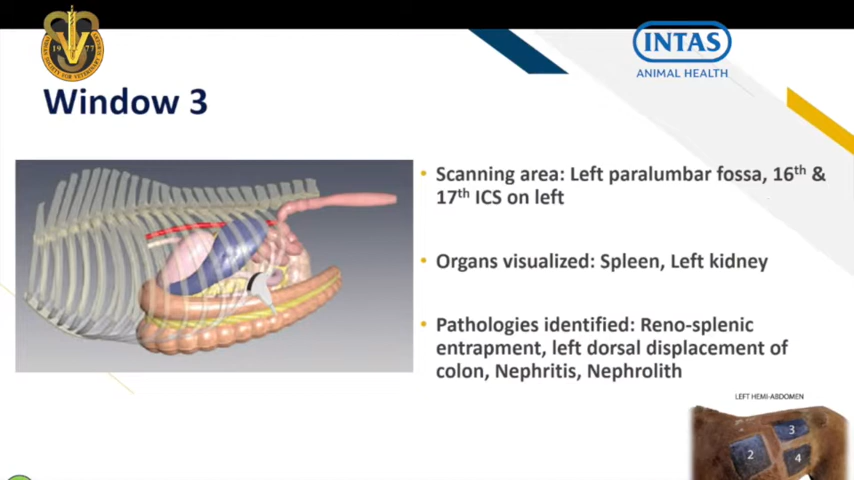 19 77
INTAS
ANIMAL HEALTH
Window 3
• Scanning area: Left paralumbar fossa, 16th &
17th ICS on left
• Organs visualized: Spleen, Left kidney
• Pathologies identified: Reno-splenic
entrapment, left dorsal displacement of
colon, Nephritis, Nephrolith
LEFT HEMI-ABDOMEN
3
2
4